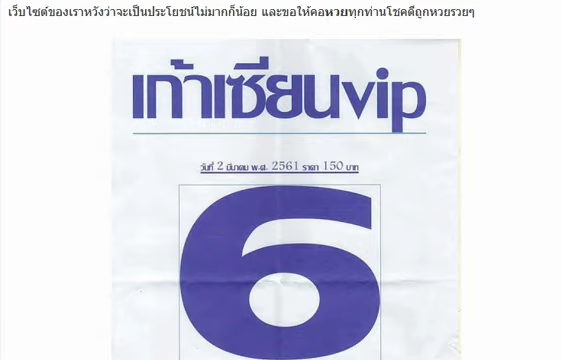 เว็บไซต์ของเราหวังว่าจะเป็นประโยชน์ไม่มากก็น้อย และขอให้คอหวยทุกท่านโชคดีถูกหวยรวยๆ
เก้าเซียนvip
วันที่ 2 มีนาคม พ.ศ. 2561 ราคา 150 บาท
6